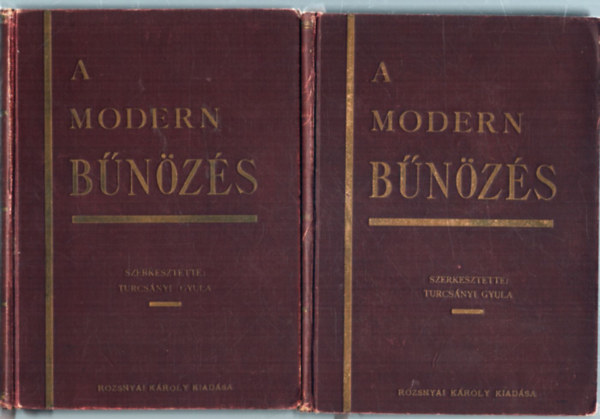 A
MODERN
BŰNÖZÉS
SZERKESZTETTE:
TURCSÁNYI GYULA
ROZSNYAI KÁROLY KIADÁSA
A
MODERN
BŰNÖZÉS
SZERKESZTETTE:
TURCSÁNYI GYULA
ROZSNYAI KÁROLY KIADÁSA